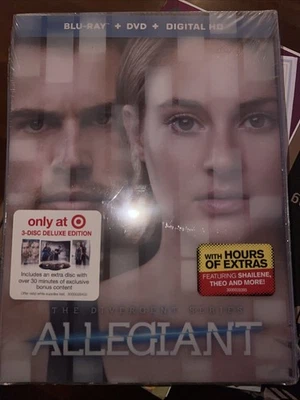 BLU-RAY + DVD + DIGITAL HD
only at
3-DISC DELUXE EDITION
Includes an extra disc with
over 30 minutes of exclusive
bonus content
WITH HOURS
OF EXTRAS
FEATURING SHAILENE,
THEO AND MORE!
THE DIVERGENT SERIES
ALLEGIANT